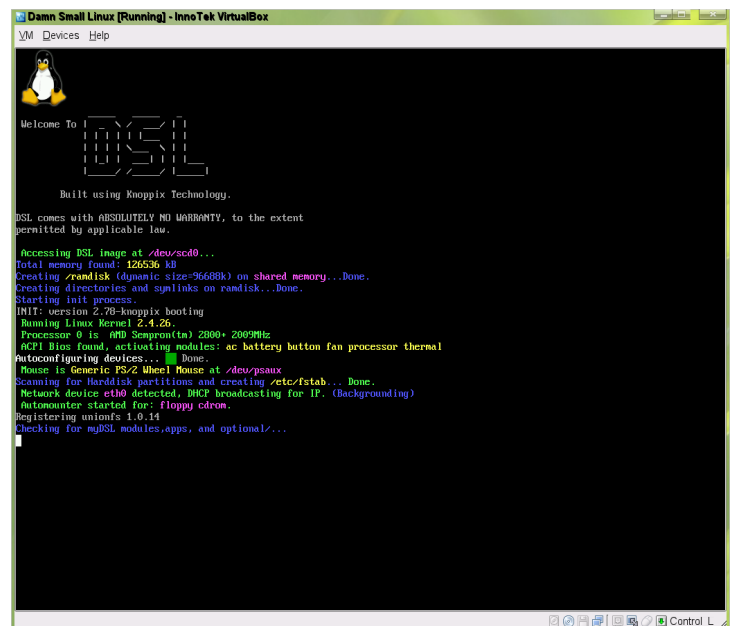 Damn Small Linux [Running] - InnoTek VirtualBox
VM Devices Help
Welcome To
DSL
Built using Knoppix Technology.
DSL comes with ABSOLUTELY NO WARRANTY, to the extent
permitted by applicable law.
Accessing DSL image at /dev/scd0...
Total memory found: 126536 kB
Creating /ramdisk (dynamic size=96688k) on shared memory...Done.
Creating directories and symlinks on ramdisk...Done.
Starting init process.
INIT: version 2.78-knoppix booting
Running Linux Kernel 2.4.26.
Processor 0 is AMD Sempron(tm) 2800+ 2009MHz
ACPI Bios found, activating modules: ac battery button fan processor thermal
Autoconfiguring devices... Done.
Mouse is Generic PS/2 Wheel Mouse at /dev/psaux
Scanning for Harddisk partitions and creating /etc/fstab... Done.
Network device eth0 detected, DHCP broadcasting for IP. (Backgrounding)
Automounter started for: floppy cdrom.
Registering unionfs 1.0.14
Checking for myDSL modules,apps, and optional/...
Control L